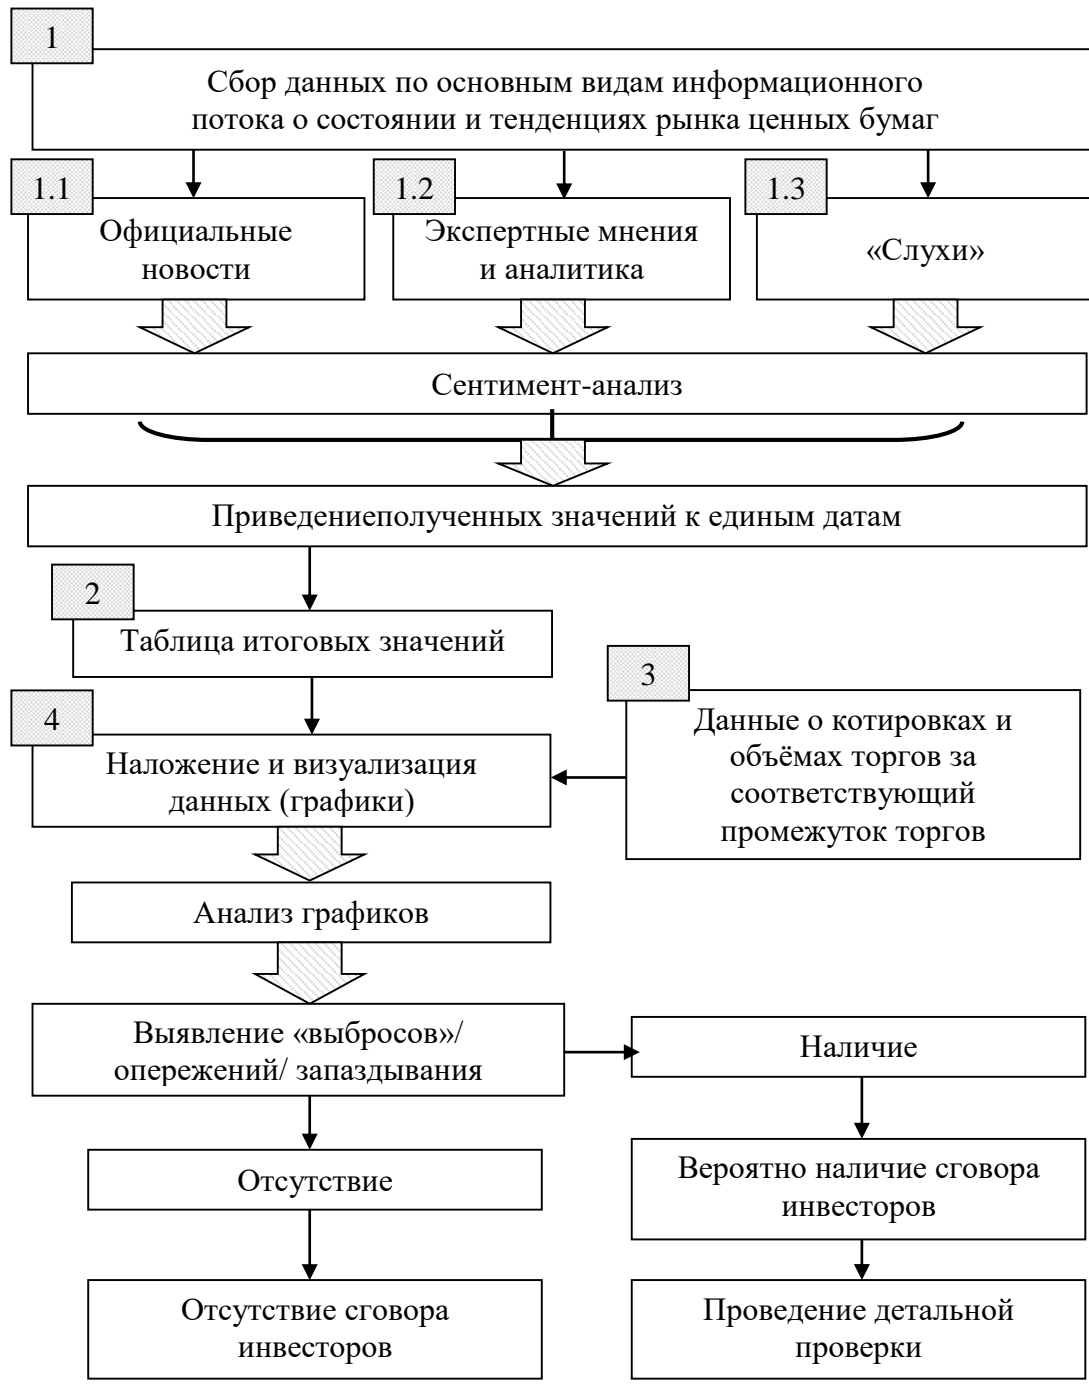 1
Сбор данных по основным видам информационного
потока о состоянии и тенденциях рынка ценных бумаг
1.1
Официальные
новости
1.2
Экспертные мнения
и аналитика
1.3
«Слухи»
Сентимент-анализ
Приведениеполученных значений к единым датам
2
Таблица итоговых значений
3
Данные о котировках и
объёмах торгов за
соответствующий
промежуток торгов
4
Наложение и визуализация
данных (графики)
Анализ графиков
Выявление «выбросов»/
опережений/ запаздывания
Наличие
Отсутствие
Вероятно наличие сговора
инвесторов
Отсутствие сговора
инвесторов
Проведение детальной
проверки